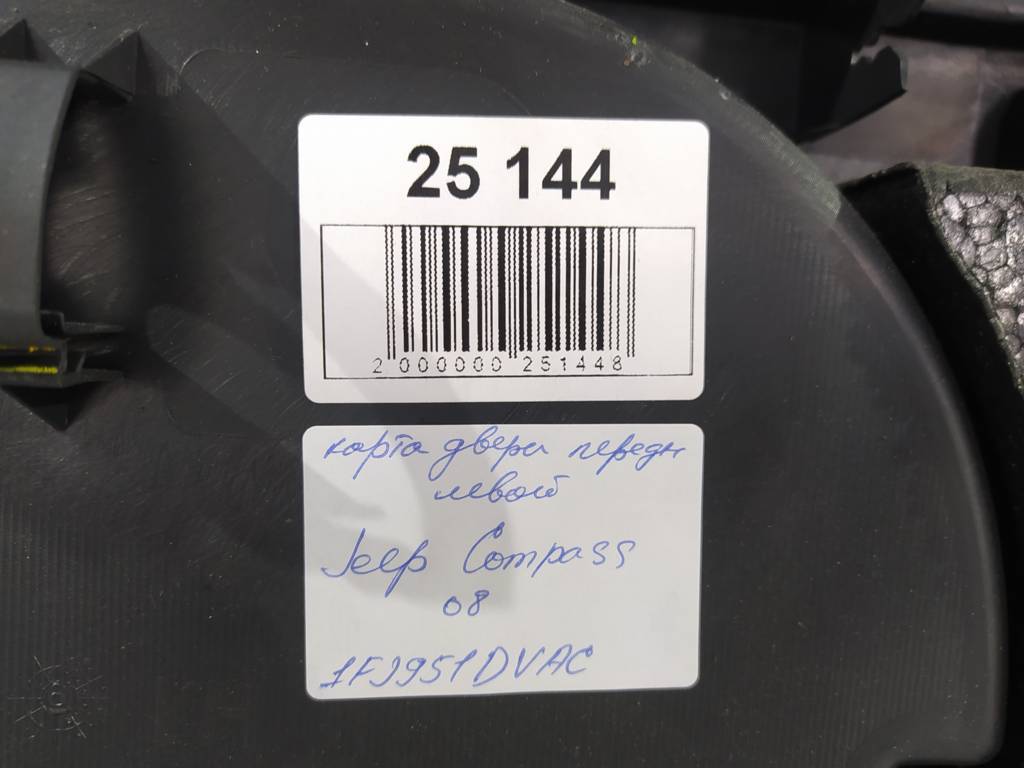 25 144
2 000000 251448
карта двери передн
левой
Jeep Compass
08
1FJ951DVAC